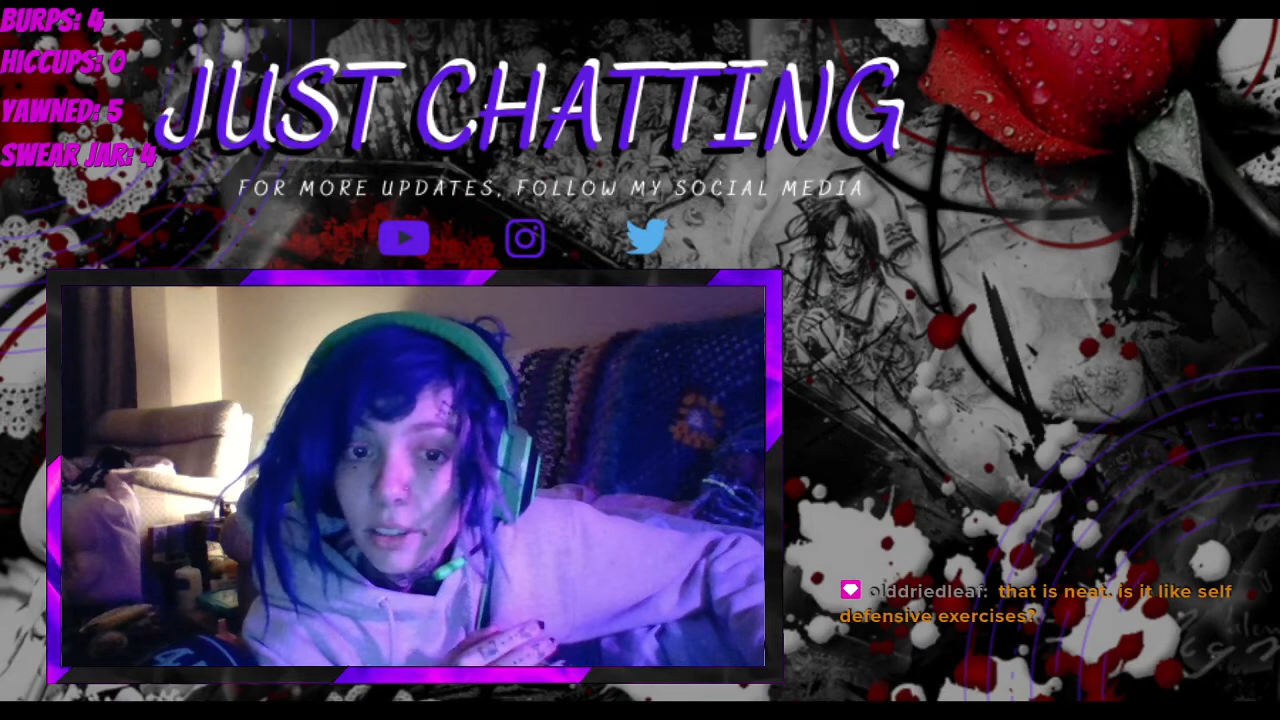 BURPS: 4
HICCUPS: 0
YAWNED: 5
SWEAR JAR: 4
JUST CHATTING
FOR MORE UPDATES, FOLLOW MY SOCIAL MEDIA
olddriedleaf: that is neat. is it like self
defensive exercises?